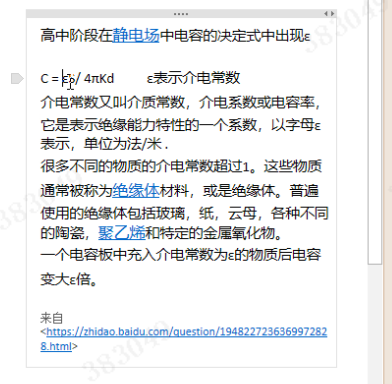 高中阶段在静电场中电容的决定式中出现ε
C = εs/ 4πKd ε表示介电常数
介电常数又叫介质常数，介电系数或电容率，
它是表示绝缘能力特性的一个系数，以字母ε
表示，单位为法/米 .
很多不同的物质的介电常数超过1。这些物质
通常被称为绝缘体材料，或是绝缘体。普遍
使用的绝缘体包括玻璃，纸，云母，各种不同
的陶瓷，聚乙烯和特定的金属氧化物。
一个电容板中充入介电常数为ε的物质后电容
变大ε倍。
来自
<https://zhidao.baidu.com/question/194822723636997282
8.html>
383049
383049
383049